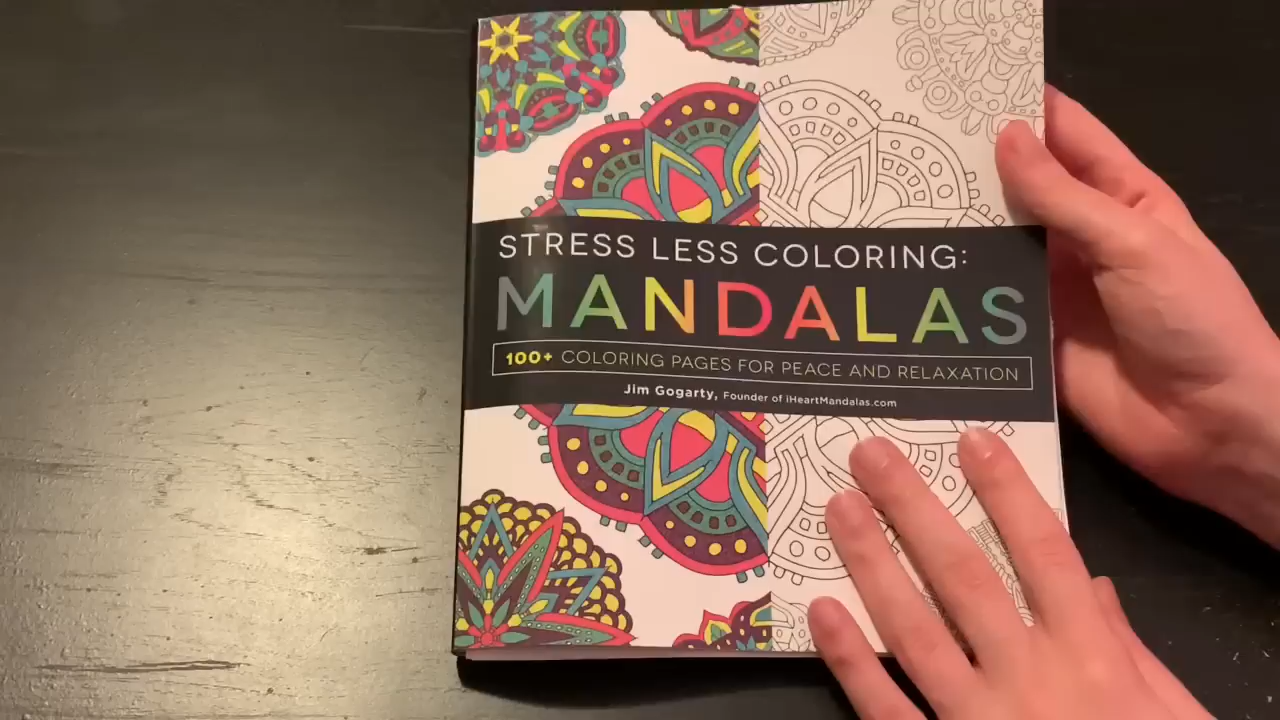 STRESS LESS COLORING:
MANDALAS
100+ COLORING PAGES FOR PEACE AND RELAXATION
Jim Gogarty, Founder of iHeartMandalas.com